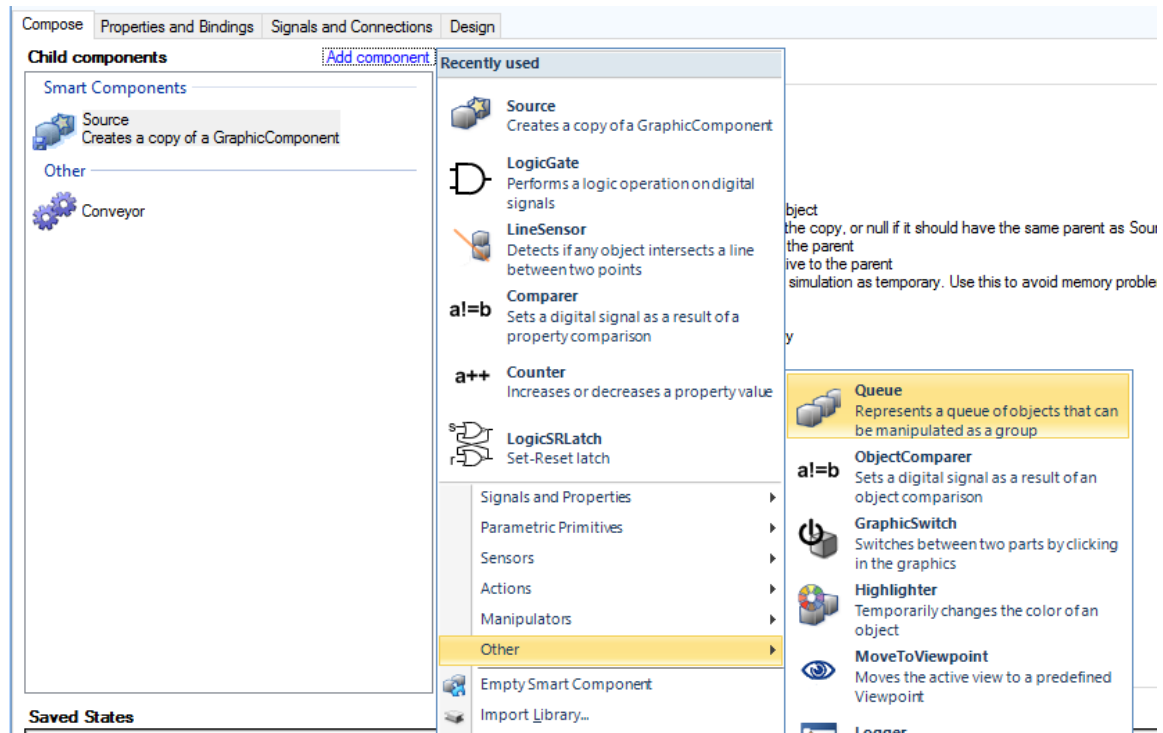 Compose Properties and Bindings Signals and Connections Design
Child components Add component
Smart Components
Source
Creates a copy of a GraphicComponent
Other
Conveyor
Saved States
Recently used
Source
Creates a copy of a GraphicComponent
LogicGate
Performs a logic operation on digital
signals
LineSensor
Detects if any object intersects a line
between two points
a!=b
Comparer
Sets a digital signal as a result of a
property comparison
a++
Counter
Increases or decreases a property value
s
r
LogicSRLatch
Set-Reset latch
Signals and Properties
Parametric Primitives
Sensors
Actions
Manipulators
Other
Empty Smart Component
Import Library...
bject
the copy, or null if it should have the same parent as Sour
the parent
ive to the parent
simulation as temporary. Use this to avoid memory proble
y
Queue
Represents a queue of objects that can
be manipulated as a group
a!=b
ObjectComparer
Sets a digital signal as a result of an
object comparison
GraphicSwitch
Switches between two parts by clicking
in the graphics
Highlighter
Temporarily changes the color of an
object
MoveToViewpoint
Moves the active view to a predefined
Viewpoint
Logger